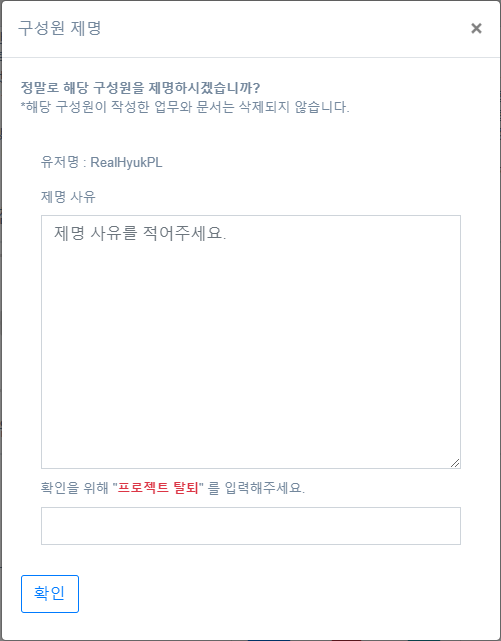 구성원 제명
×
정말로 해당 구성원을 제명하시겠습니까?
*해당 구성원이 작성한 업무와 문서는 삭제되지 않습니다.
유저명 : RealHyukPL
제명 사유
제명 사유를 적어주세요.
확인을 위해 "프로젝트 탈퇴" 를 입력해주세요.
확인